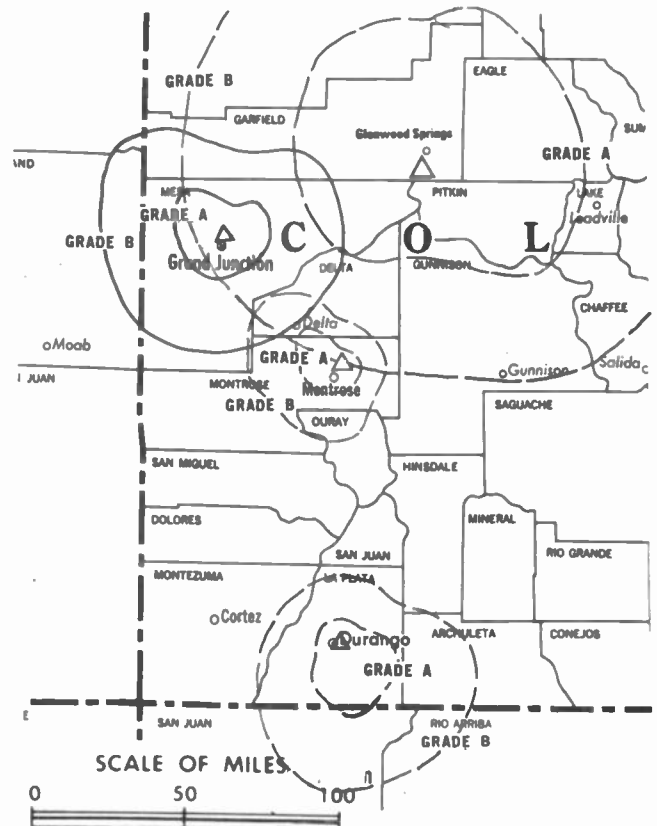 GRADE B
EAGLE
GARFIELD
Glenwood Springs
SUM
GRADE A
AND
MESA
PITKIN
LAKE
Leadville
GRADE A
GRADE B
C O L
Grand Junction
DELTA
GUNNISON
CHAFFEE
Delta
Moab
GRADE A
Gunnison
Salida
JUAN
MONTROSE
Montrose
GRADE B
SAGUACHE
OURAY
SAN MIGUEL
HINSDALE
DOLORES
MINERAL
SAN JUAN
RIO GRANDE
MONTEZUMA
LA PLATA
Cortez
ARCHULETA
CONEJOS
Durango
GRADE A
E
SAN JUAN
RIO ARRIBA
GRADE B
SCALE OF MILES
n
0 50 100